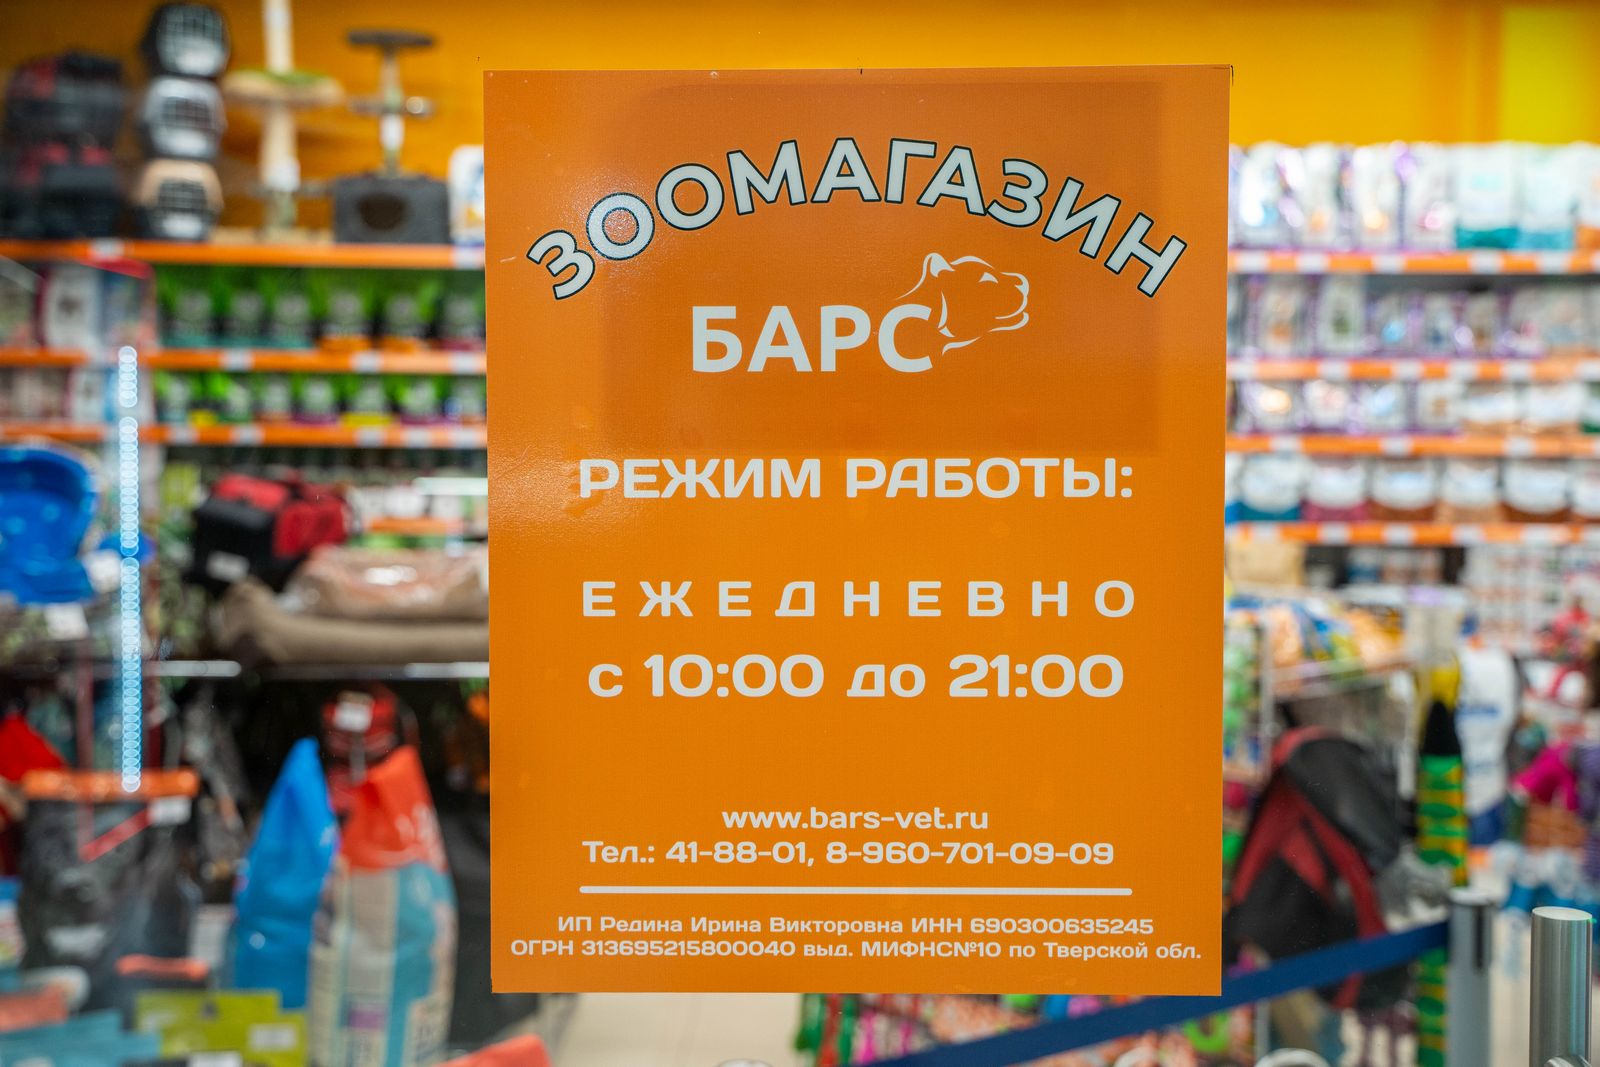 ЗООМАГАЗИН
БАРС
РЕЖИМ РАБОТЫ:
ЕЖЕДНЕВНО
с 10:00 до 21:00
www.bars-vet.ru
Тел.: 41-88-01, 8-960-701-09-09
ИП Редина Ирина Викторовна ИНН 690300635245
ОГРН 313695215800040 выд. МИФНС№10 по Тверской обл.